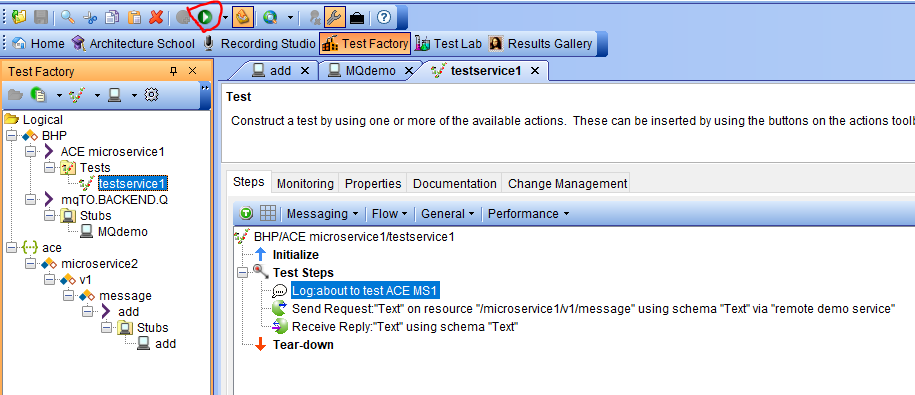 Home Architecture School Recording Studio Test Factory Test Lab Results Gallery
Test Factory
add MQdemo testservice1
Test
Construct a test by using one or more of the available actions. These can be inserted by using the buttons on the actions toolb
Logical
BHP
ACE microservice1
Tests
testservice1
mqTO.BACKEND.Q
Stubs
MQdemo
ace
microservice2
v1
message
add
Stubs
add
Steps Monitoring Properties Documentation Change Management
Messaging Flow General Performance
BHP/ACE microservice1/testservice1
Initialize
Test Steps
Log:about to test ACE MS1
Send Request:"Text" on resource "/microservice1/v1/message" using schema "Text" via "remote demo service"
Receive Reply:"Text" using schema "Text"
Tear-down